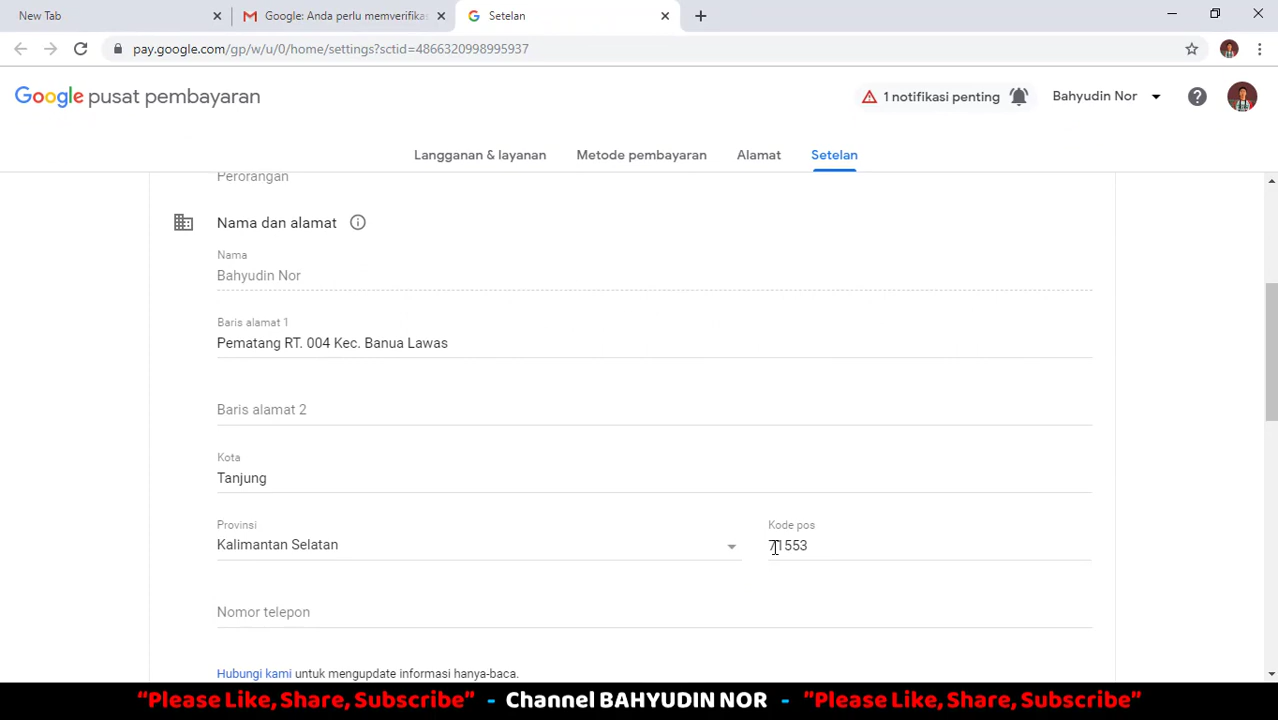 New Tab
Google: Anda perlu memverifikas
Setelan
pay.google.com/gp/w/u/0/home/settings?sctid=4866320998995937
Google pusat pembayaran
1 notifikasi penting
Bahyudin Nor
Langganan & layanan
Metode pembayaran
Alamat
Setelan
Perorangan
Nama dan alamat
Nama
Bahyudin Nor
Baris alamat 1
Pematang RT. 004 Kec. Banua Lawas
Baris alamat 2
Kota
Tanjung
Provinsi
Kode pos
Kalimantan Selatan
71553
Nomor telepon
Hubungi kami untuk mengupdate informasi hanya-baca.
"Please Like, Share, Subscribe" - Channel BAHYUDIN NOR - "Please Like, Share, Subscribe"